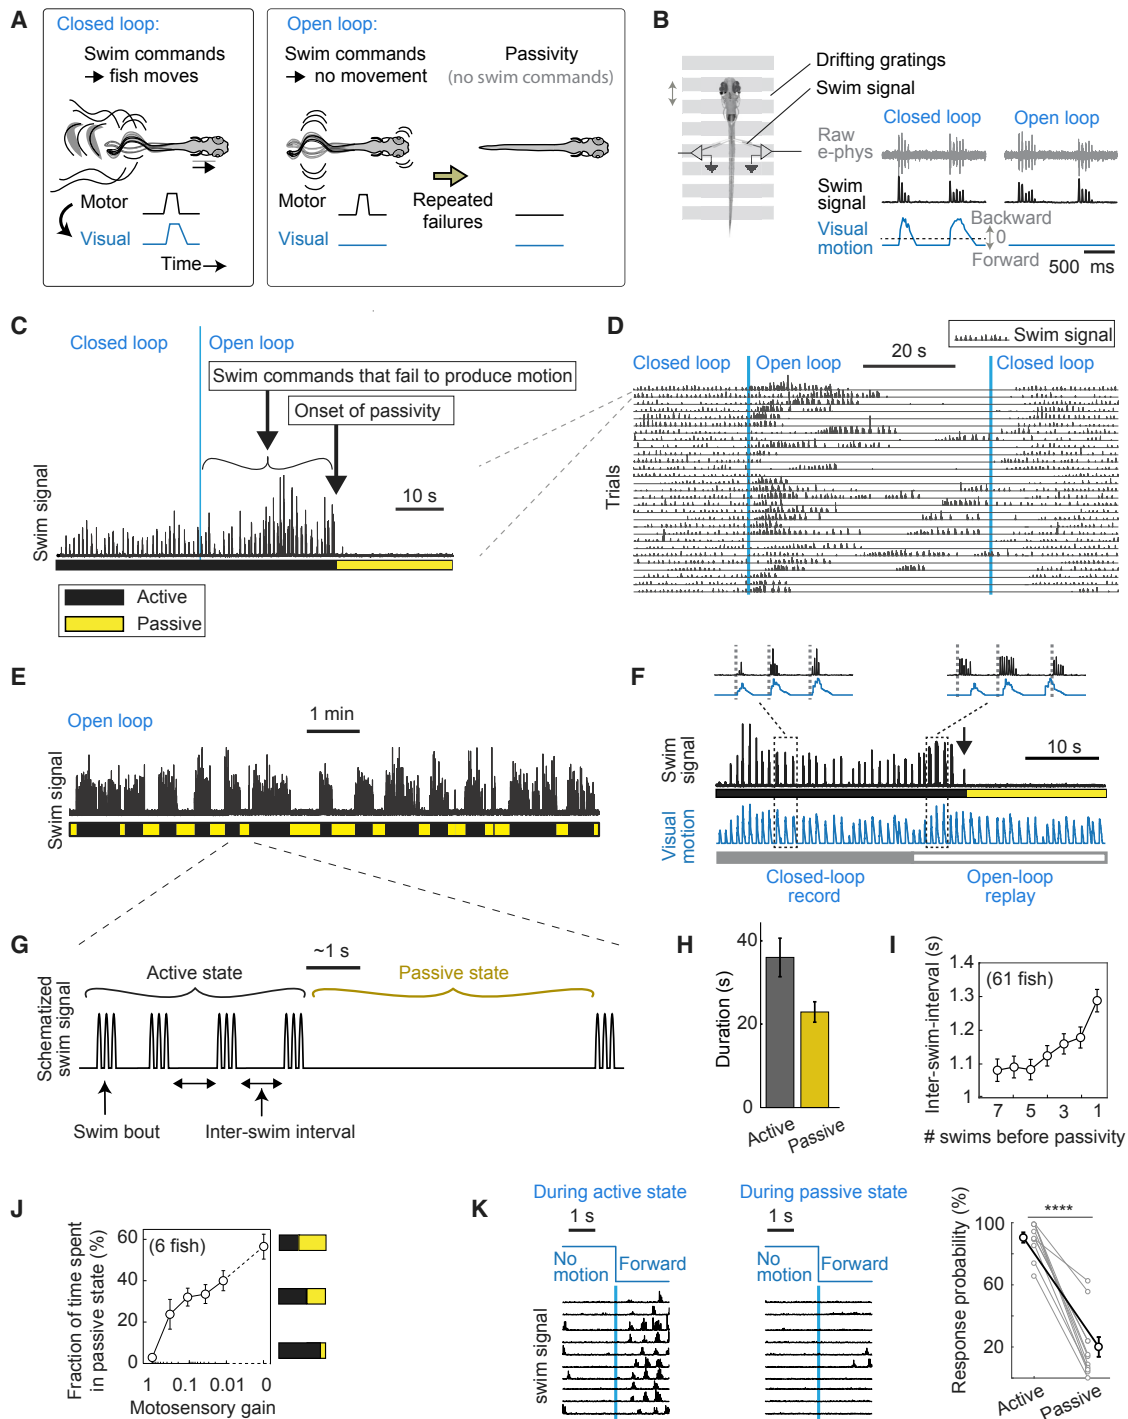 A
Closed loop:
Swim commands
fish moves
Motor
Visual
Time
Open loop:
Swim commands
no movement
Passivity
(no swim commands)
Motor
Visual
Repeated
failures
B
Drifting gratings
Swim signal
Closed loop
Open loop
Raw
e-phys
Swim
signal
Visual
motion
Backward
0
Forward
500 ms
C
Closed loop
Open loop
Swim commands that fail to produce motion
Onset of passivity
10 s
Swim signal
Active
Passive
D
Swim signal
20 s
Closed loop
Open loop
Closed loop
Trials
E
Open loop
1 min
Swim signal
F
Swim
signal
10 s
Visual
motion
Closed-loop
record
Open-loop
replay
G
~1 s
Active state
Passive state
Schematized
swim signal
Swim bout
Inter-swim interval
H
Duration (s)
40
20
0
Active
Passive
I
Inter-swim-interval (s)
1.4
1.3
1.2
1.1
1
(61 fish)
7
5
3
1
# swims before passivity
J
Fraction of time spent
in passive state (%)
60
40
20
0
(6 fish)
1
0.1
0.01
0
Motosensory gain
K
During active state
1 s
No
motion
Forward
swim signal
During passive state
1 s
No
motion
Forward
Response probability (%)
100
60
20
****
Active
Passive